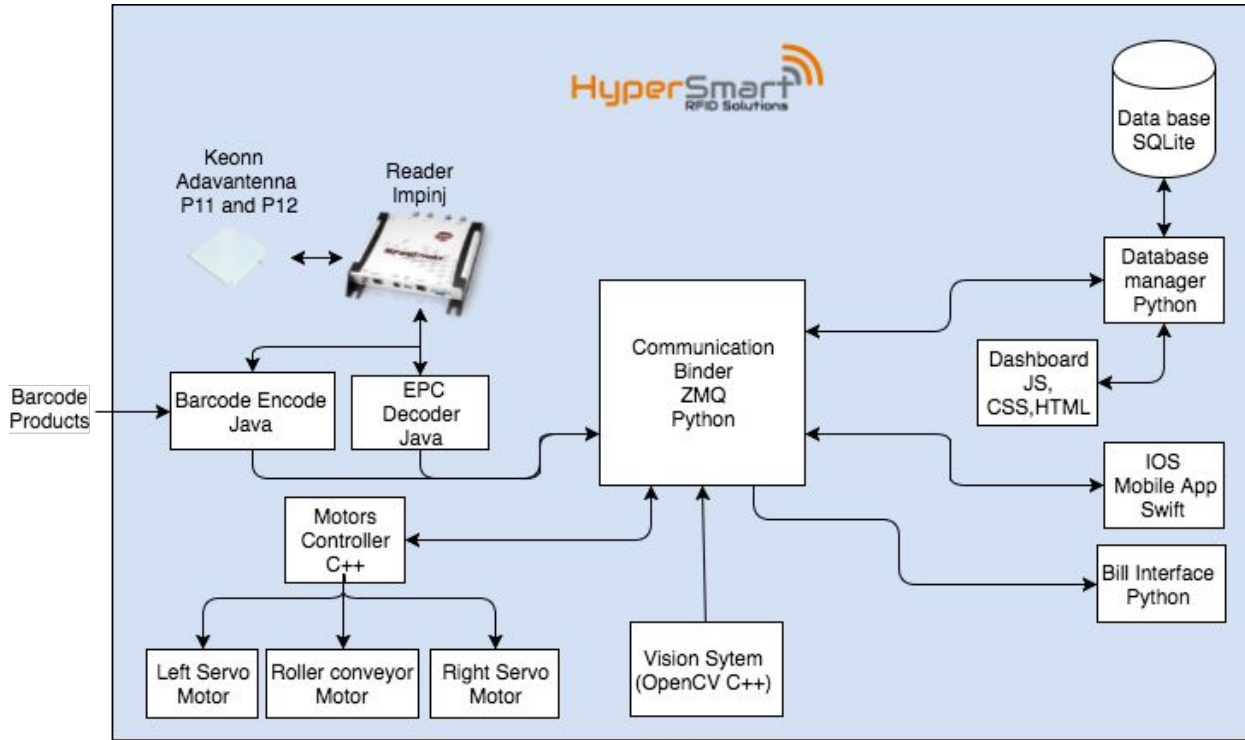 HyperSmart
RFID Solutions
Data base
SQLite
Keonn
Adavantenna
P11 and P12
Reader
Impinj
Database
manager
Python
Communication
Binder
ZMQ
Python
Dashboard
JS,
CSS,HTML
Barcode
Products
Barcode Encode
Java
EPC
Decoder
Java
IOS
Mobile App
Swift
Motors
Controller
C++
Bill Interface
Python
Left Servo
Motor
Roller conveyor
Motor
Right Servo
Motor
Vision Sytem
(OpenCV C++)